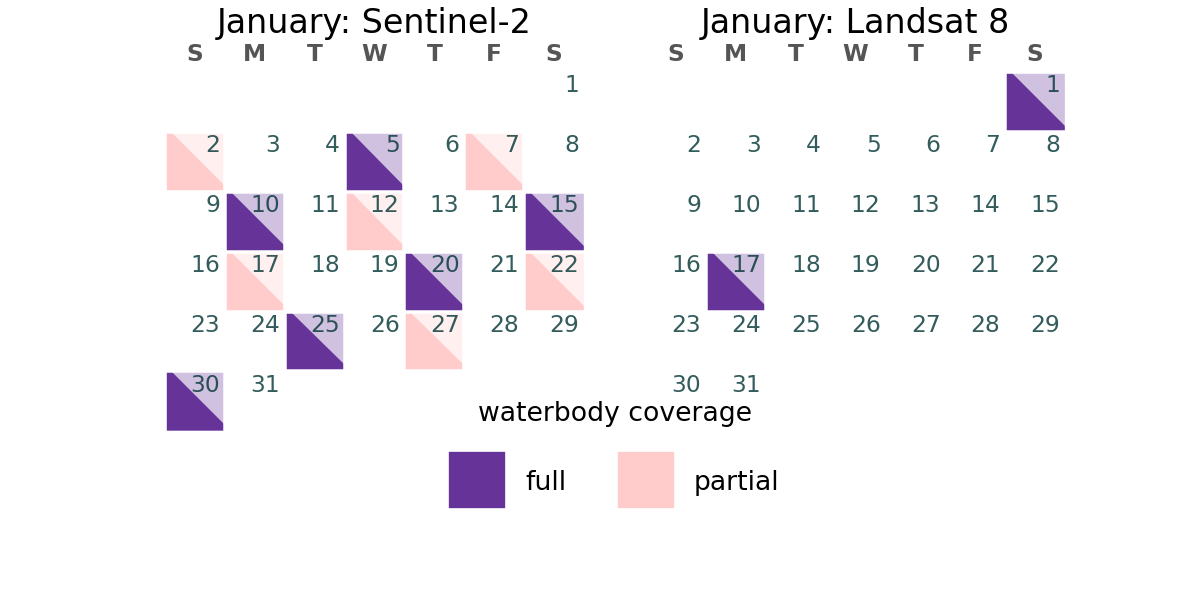 January: Sentinel-2
S M T W T F S
1
2 3 4 5 6 7 8
9 10 11 12 13 14 15
16 17 18 19 20 21 22
23 24 25 26 27 28 29
30 31
January: Landsat 8
S M T W T F S
1
2 3 4 5 6 7 8
9 10 11 12 13 14 15
16 17 18 19 20 21 22
23 24 25 26 27 28 29
30 31
waterbody coverage
full
partial